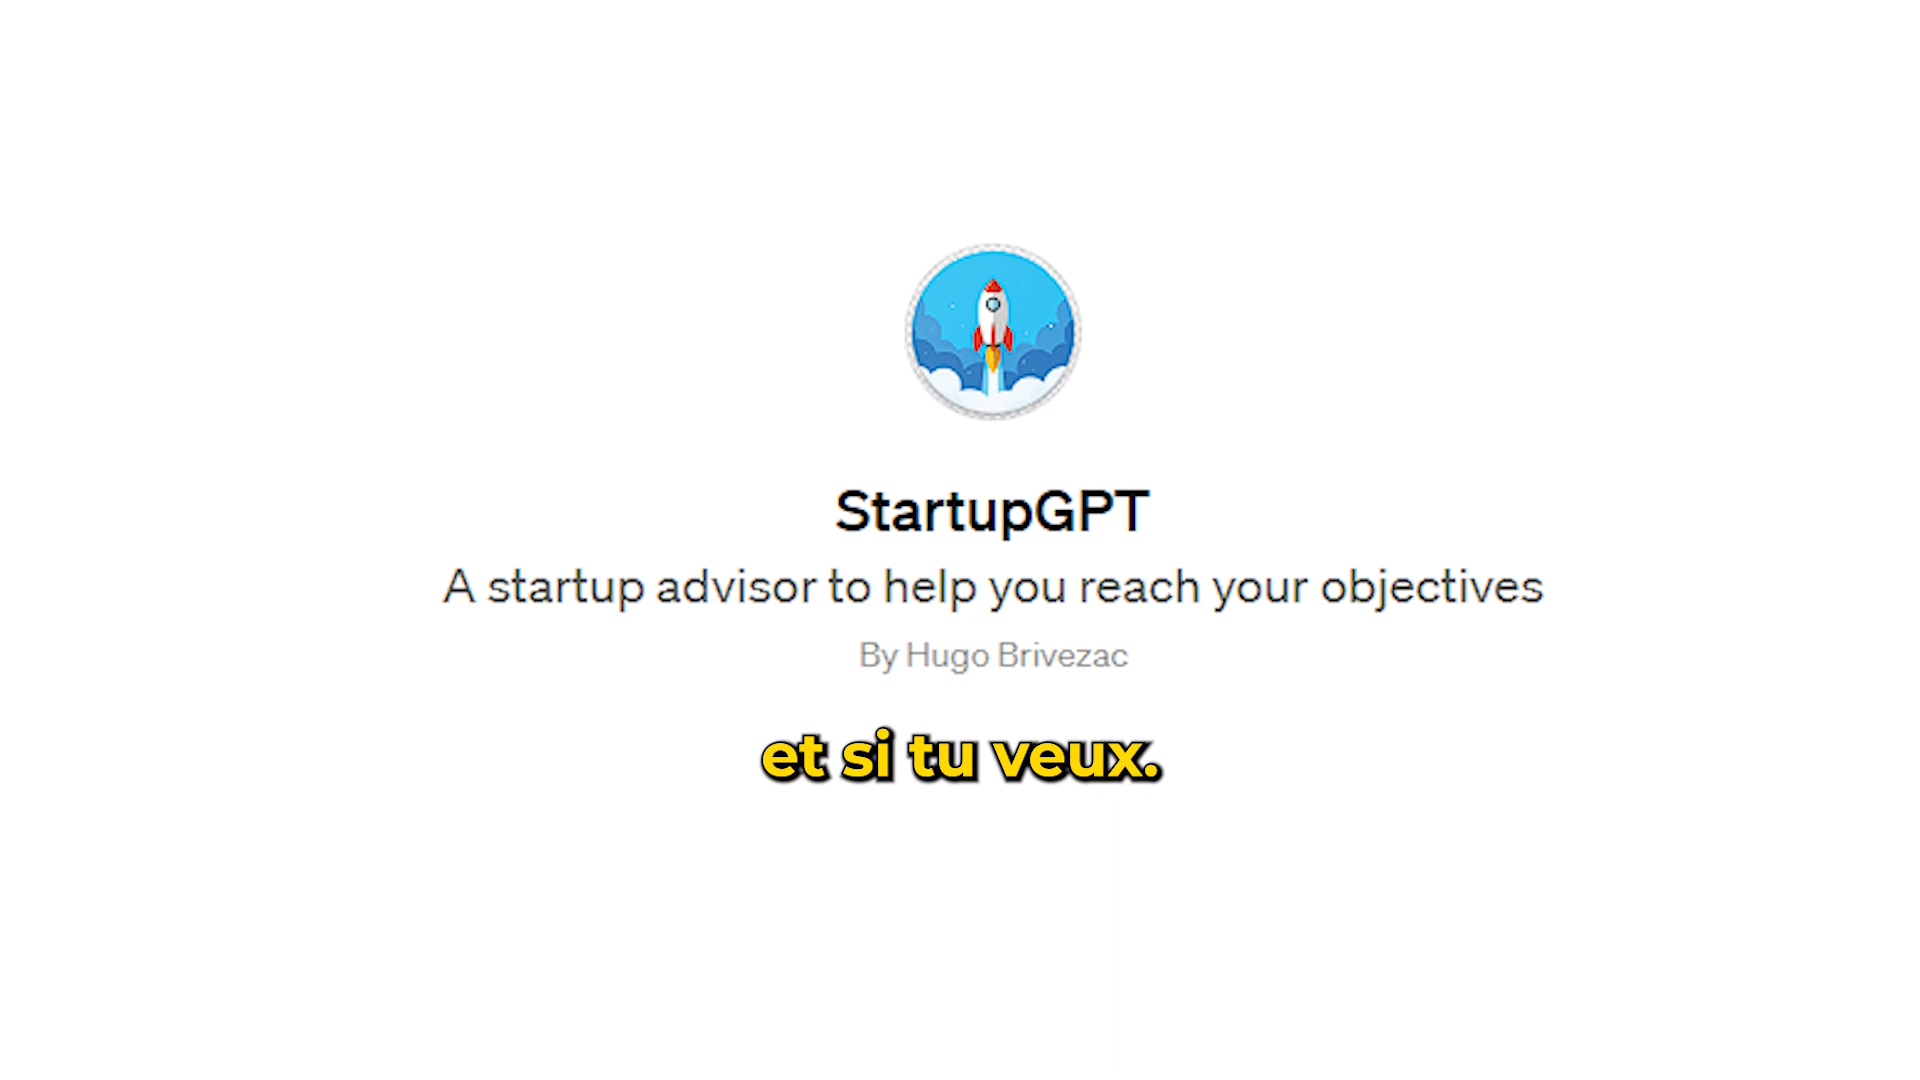 StartupGPT
A startup advisor to help you reach your objectives
By Hugo Brivezac
et si tu veux.